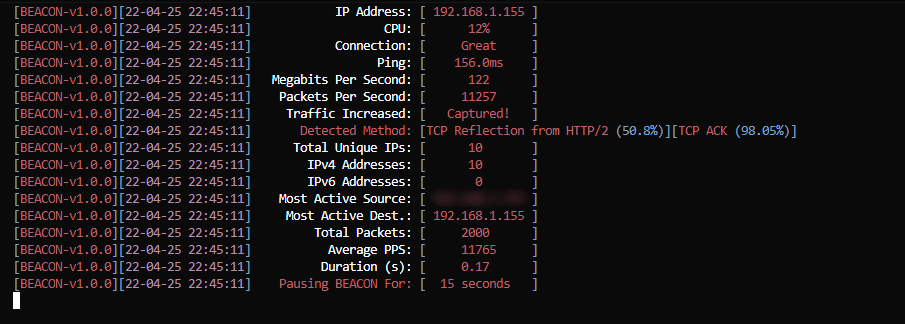 [BEACON-v1.0.0][22-04-25 22:45:11] IP Address: [ 192.168.1.155 ]
[BEACON-v1.0.0][22-04-25 22:45:11] CPU: [ 12% ]
[BEACON-v1.0.0][22-04-25 22:45:11] Connection: [ Great ]
[BEACON-v1.0.0][22-04-25 22:45:11] Ping: [ 156.0ms ]
[BEACON-v1.0.0][22-04-25 22:45:11] Megabits Per Second: [ 122 ]
[BEACON-v1.0.0][22-04-25 22:45:11] Packets Per Second: [ 11257 ]
[BEACON-v1.0.0][22-04-25 22:45:11] Traffic Increased: [ Captured! ]
[BEACON-v1.0.0][22-04-25 22:45:11] Detected Method: [TCP Reflection from HTTP/2 (50.8%)][TCP ACK (98.05%)]
[BEACON-v1.0.0][22-04-25 22:45:11] Total Unique IPs: [ 10 ]
[BEACON-v1.0.0][22-04-25 22:45:11] IPv4 Addresses: [ 10 ]
[BEACON-v1.0.0][22-04-25 22:45:11] IPv6 Addresses: [ 0 ]
[BEACON-v1.0.0][22-04-25 22:45:11] Most Active Source: [ ]
[BEACON-v1.0.0][22-04-25 22:45:11] Most Active Dest.: [ 192.168.1.155 ]
[BEACON-v1.0.0][22-04-25 22:45:11] Total Packets: [ 2000 ]
[BEACON-v1.0.0][22-04-25 22:45:11] Average PPS: [ 11765 ]
[BEACON-v1.0.0][22-04-25 22:45:11] Duration (s): [ 0.17 ]
[BEACON-v1.0.0][22-04-25 22:45:11] Pausing BEACON For: [ 15 seconds ]